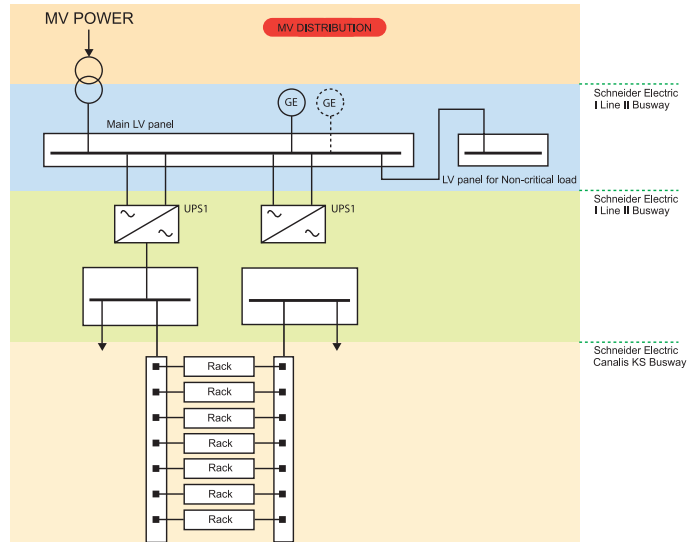 MV POWER
MV DISTRIBUTION
Schneider Electric
I Line II Busway
GE
GE
Main LV panel
LV panel for Non-critical load
Schneider Electric
I Line II Busway
UPS1
UPS1
Schneider Electric
Canalis KS Busway
Rack
Rack
Rack
Rack
Rack
Rack
Rack